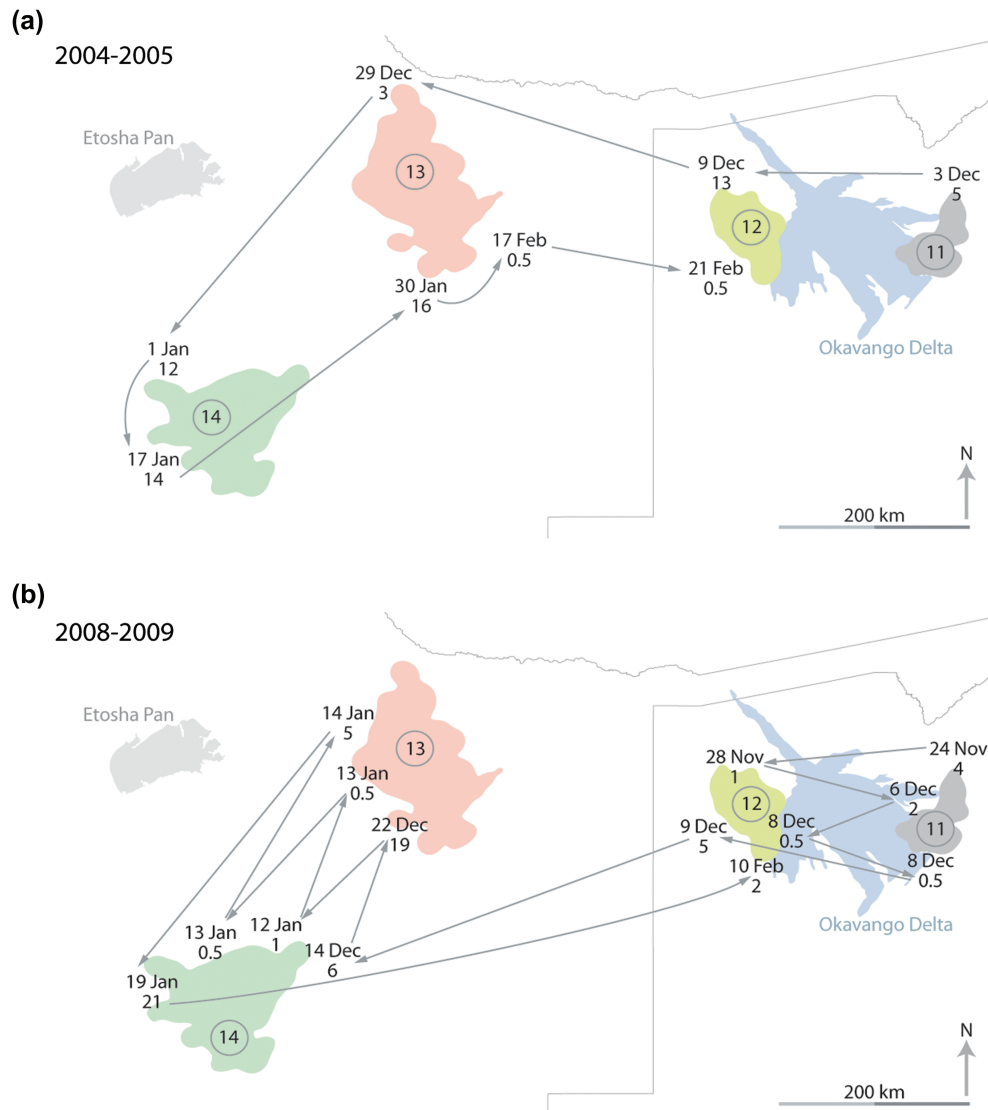 (a)
2004-2005
29 Dec
3
Etosha Pan
13
9 Dec
13
3 Dec
5
12
11
17 Feb
0.5
21 Feb
0.5
30 Jan
16
1 Jan
12
Okavango Delta
14
17 Jan
14
N
200 km
(b)
2008-2009
Etosha Pan
14 Jan
5
13
28 Nov
1
24 Nov
4
13 Jan
0.5
6 Dec
2
12
22 Dec
19
9 Dec
5
8 Dec
0.5
11
10 Feb
2
8 Dec
0.5
13 Jan
0.5
12 Jan
1
14 Dec
6
Okavango Delta
19 Jan
21
14
N
200 km